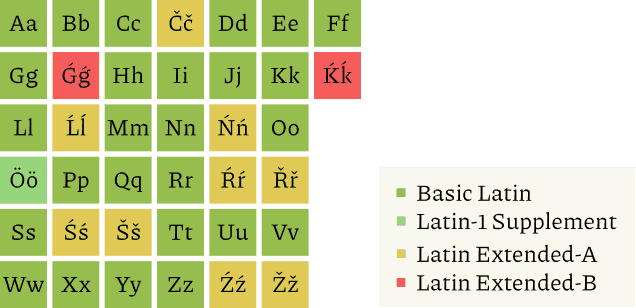 Aa Bb Cc Čč Dd Ee Ff
Gg Ǵǵ Hh Ii Jj Kk Ḱḱ
Ll Ĺĺ Mm Nn Ńń Oo
Öö Pp Qq Rr Ŕŕ Řř
Ss Śś Šš Tt Uu Vv
Ww Xx Yy Zz Źź Žž
Basic Latin
Latin-1 Supplement
Latin Extended-A
Latin Extended-B